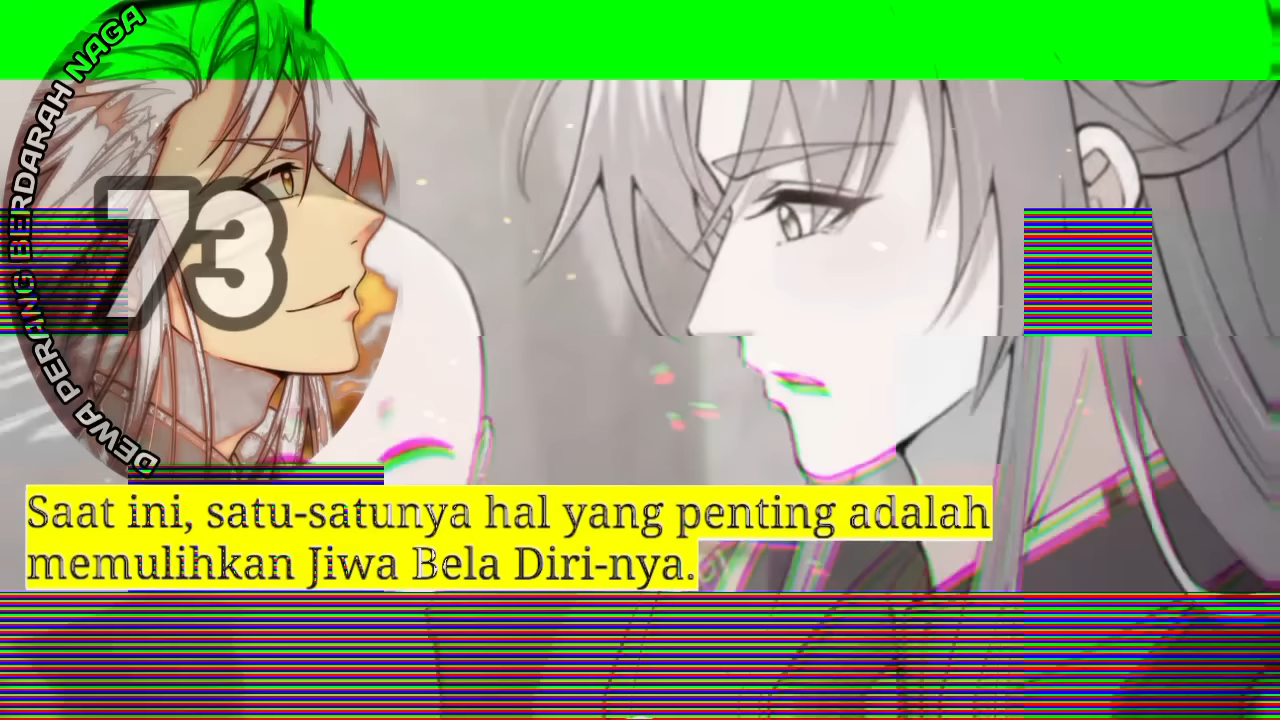 DEWA PERANG BERDARAH NAGA
73
Saat ini, satu-satunya hal yang penting adalah
memulihkan Jiwa Bela Diri-nya.